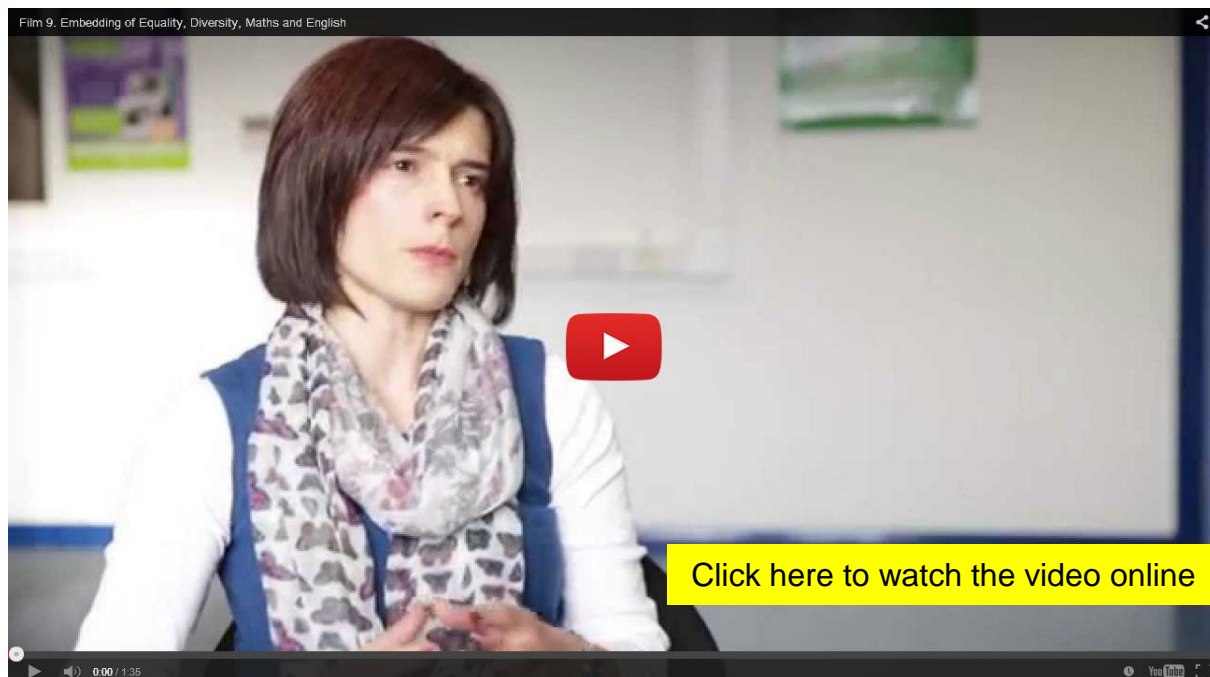 Film 9. Embedding of Equality, Diversity, Maths and English
Click here to watch the video online
0:00 / 1:35
YouTube